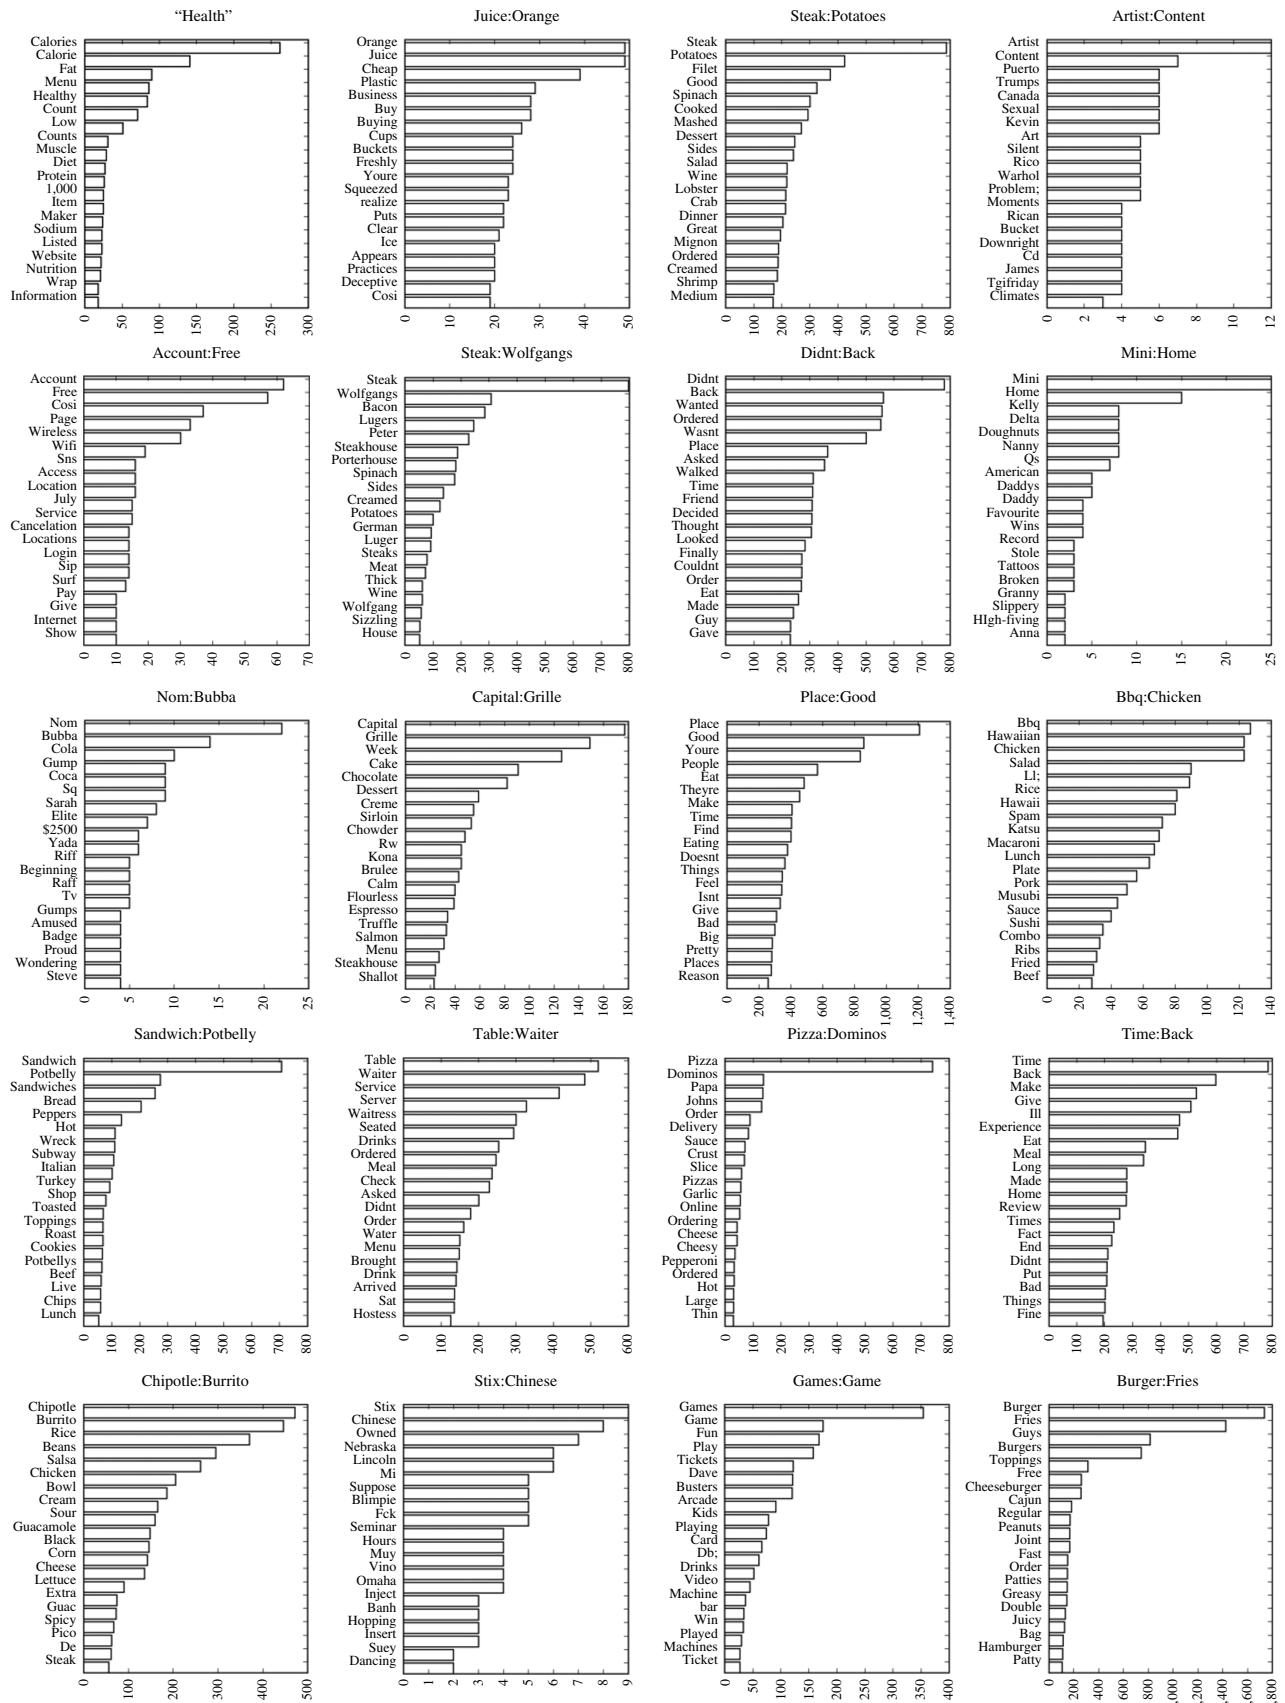 “Health”
Calories
Calorie
Fat
Menu
Healthy
Count
Low
Counts
Muscle
Diet
Protein
1,000
Item
Maker
Sodium
Listed
Website
Nutrition
Wrap
Information
0 50 100 150 200 250 300
Juice:Orange
Orange
Juice
Cheap
Plastic
Business
Buy
Buying
Cups
Buckets
Freshly
Youre
Squeezed
realize
Puts
Clear
Ice
Appears
Practices
Deceptive
Cosi
0 10 20 30 40 50
Steak:Potatoes
Steak
Potatoes
Filet
Good
Spinach
Cooked
Mashed
Dessert
Sides
Salad
Wine
Lobster
Crab
Dinner
Great
Mignon
Ordered
Creamed
Shrimp
Medium
0 100 200 300 400 500 600 700 800
Artist:Content
Artist
Content
Puerto
Trumps
Canada
Sexual
Kevin
Art
Silent
Rico
Warhol
Problem;
Moments
Rican
Bucket
Downright
Cd
James
Tgifriday
Climates
0 2 4 6 8 10 12
Account:Free
Account
Free
Cosi
Page
Wireless
Wifi
Sns
Access
Location
July
Service
Cancelation
Locations
Login
Sip
Surf
Pay
Give
Internet
Show
0 10 20 30 40 50 60 70
Steak:Wolfgangs
Steak
Wolfgangs
Bacon
Lugers
Peter
Steakhouse
Porterhouse
Spinach
Sides
Creamed
Potatoes
German
Luger
Steaks
Meat
Thick
Wine
Wolfgang
Sizzling
House
0 100 200 300 400 500 600 700 800
Didnt:Back
Didnt
Back
Wanted
Ordered
Wasnt
Place
Asked
Walked
Time
Friend
Decided
Thought
Looked
Finally
Couldnt
Order
Eat
Made
Guy
Gave
0 100 200 300 400 500 600 700 800
Mini:Home
Mini
Home
Kelly
Delta
Doughnuts
Nanny
Qs
American
Daddys
Daddy
Favourite
Wins
Record
Stole
Tattoos
Broken
Granny
Slippery
HIgh-fiving
Anna
0 5 10 15 20 25
Nom:Bubba
Nom
Bubba
Cola
Gump
Coca
Sq
Sarah
Elite
$2500
Yada
Riff
Beginning
Raff
Tv
Gumps
Amused
Badge
Proud
Wondering
Steve
0 5 10 15 20 25
Capital:Grille
Capital
Grille
Week
Cake
Chocolate
Dessert
Creme
Sirloin
Chowder
Rw
Kona
Brulee
Calm
Flourless
Espresso
Truffle
Salmon
Menu
Steakhouse
Shallot
0 20 40 60 80 100 120 140 160 180
Place:Good
Place
Good
Youre
People
Eat
Theyre
Make
Time
Find
Eating
Doesnt
Things
Feel
Isnt
Give
Bad
Big
Pretty
Places
Reason
0 200 400 600 800 1,000 1,200 1,400
Bbq:Chicken
Bbq
Hawaiian
Chicken
Salad
Ll;
Rice
Hawaii
Spam
Katsu
Macaroni
Lunch
Plate
Pork
Musubi
Sauce
Sushi
Combo
Ribs
Fried
Beef
0 20 40 60 80 100 120 140
Sandwich:Potbelly
Sandwich
Potbelly
Sandwiches
Bread
Peppers
Hot
Wreck
Subway
Italian
Turkey
Shop
Toasted
Toppings
Roast
Cookies
Potbellys
Beef
Live
Chips
Lunch
0 100 200 300 400 500 600 700 800
Table:Waiter
Table
Waiter
Service
Server
Waitress
Seated
Drinks
Ordered
Meal
Check
Asked
Didnt
Order
Water
Menu
Brought
Drink
Arrived
Sat
Hostess
0 100 200 300 400 500 600
Pizza:Dominos
Pizza
Dominos
Papa
Johns
Order
Delivery
Sauce
Crust
Slice
Pizzas
Garlic
Online
Ordering
Cheese
Cheesy
Pepperoni
Ordered
Hot
Large
Thin
0 100 200 300 400 500 600 700 800
Time:Back
Time
Back
Make
Give
Ill
Experience
Eat
Meal
Long
Made
Home
Review
Times
Fact
End
Didnt
Put
Bad
Things
Fine
0 100 200 300 400 500 600 700 800
Chipotle:Burrito
Chipotle
Burrito
Rice
Beans
Salsa
Chicken
Bowl
Cream
Sour
Guacamole
Black
Corn
Cheese
Lettuce
Extra
Guac
Spicy
Pico
De
Steak
0 100 200 300 400 500
Stix:Chinese
Stix
Chinese
Owned
Nebraska
Lincoln
Mi
Suppose
Blimpie
Fck
Seminar
Hours
Muy
Vino
Omaha
Inject
Banh
Hopping
Insert
Suey
Dancing
0 1 2 3 4 5 6 7 8 9
Games:Game
Games
Game
Fun
Play
Tickets
Dave
Busters
Arcade
Kids
Playing
Card
Db;
Drinks
Video
Machine
bar
Win
Played
Machines
Ticket
0 100 200 300 400
Burger:Fries
Burger
Fries
Guys
Burgers
Toppings
Free
Cheeseburger
Cajun
Regular
Peanuts
Joint
Fast
Order
Patties
Greasy
Double
Juicy
Bag
Hamburger
Patty
0 200 400 600 800